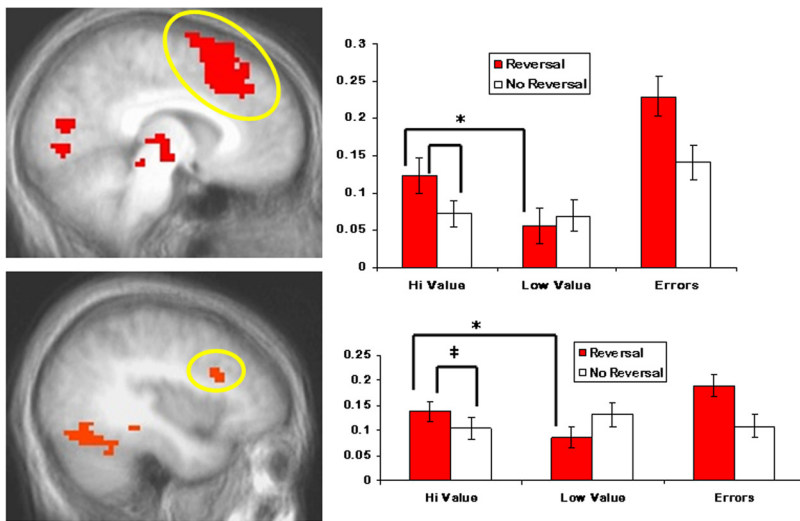 0.3
0.25
0.2
0.15
0.1
0.05
0
Reversal
No Reversal
*
Hi Value
Low Value
Errors
0.25
0.2
0.15
0.1
0.05
0
Reversal
No Reversal
*
‡
Hi Value
Low Value
Errors